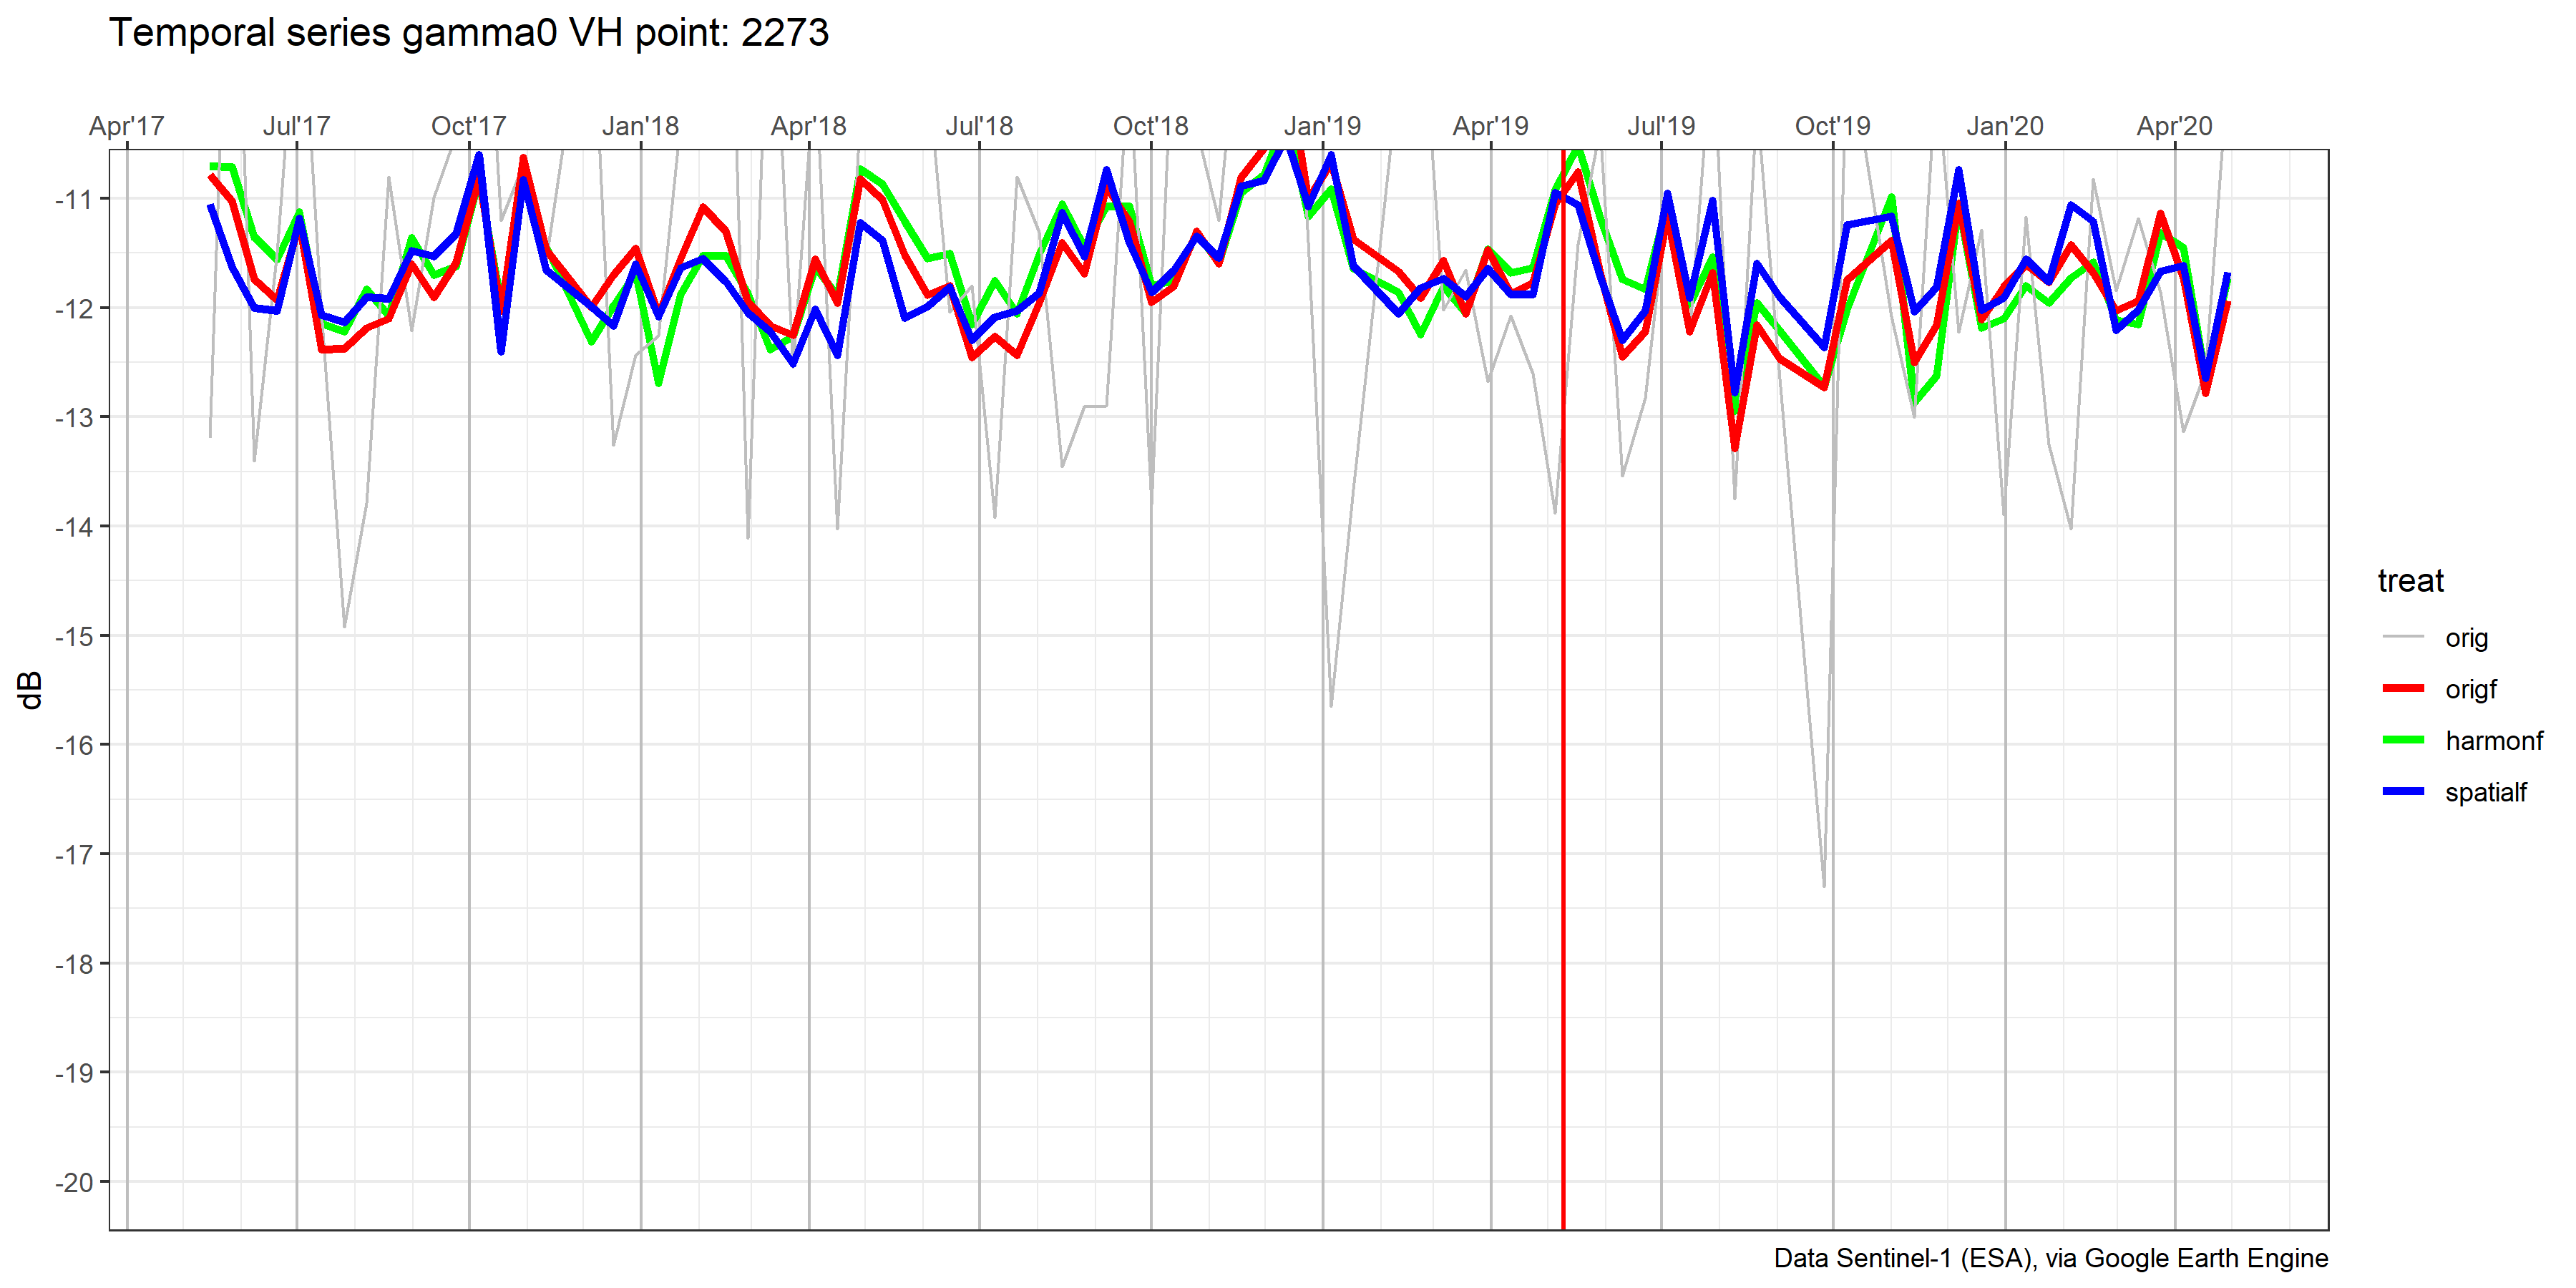 Temporal series gamma0 VH point: 2273
Apr'17 Jul'17 Oct'17 Jan'18 Apr'18 Jul'18 Oct'18 Jan'19 Apr'19 Jul'19 Oct'19 Jan'20 Apr'20
-11
-12
-13
-14
-15
-16
-17
-18
-19
-20
dB
treat
orig
origf
harmonf
spatialf
Data Sentinel-1 (ESA), via Google Earth Engine